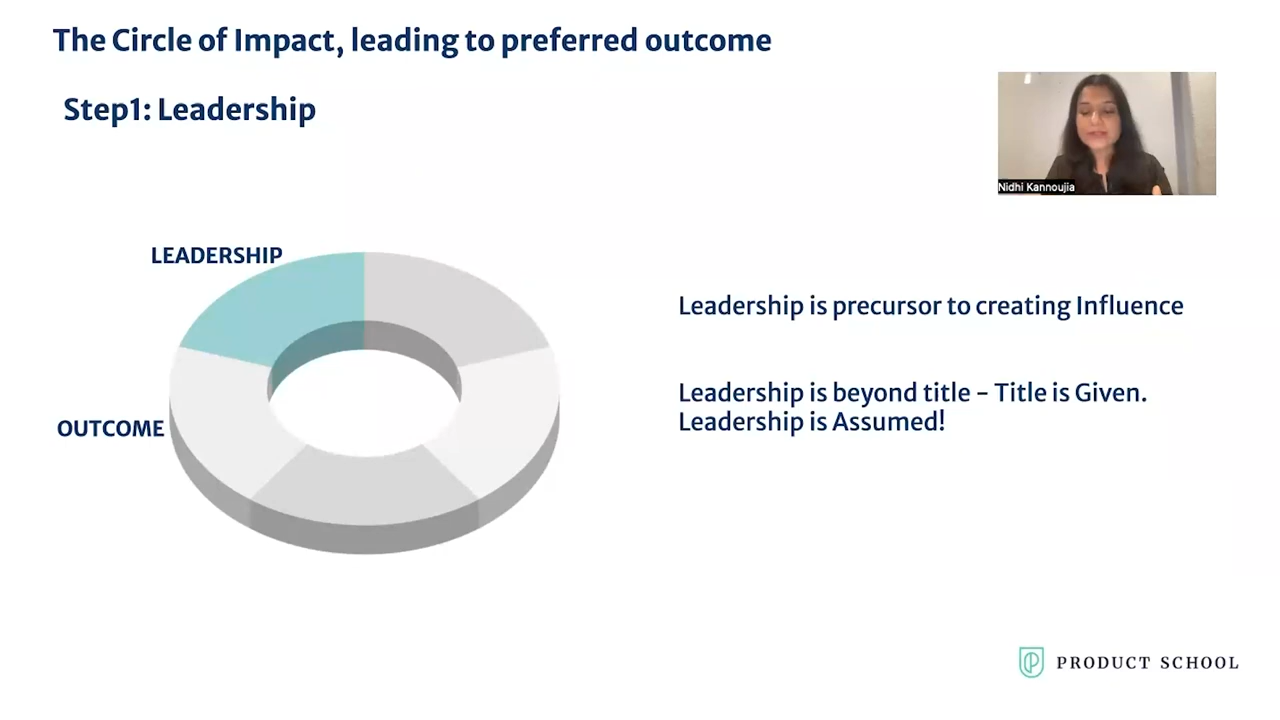 The Circle of Impact, leading to preferred outcome
Step1: Leadership
Nidhi Kannoujia
LEADERSHIP
Leadership is precursor to creating Influence
Leadership is beyond title – Title is Given.
Leadership is Assumed!
OUTCOME
PRODUCT SCHOOL